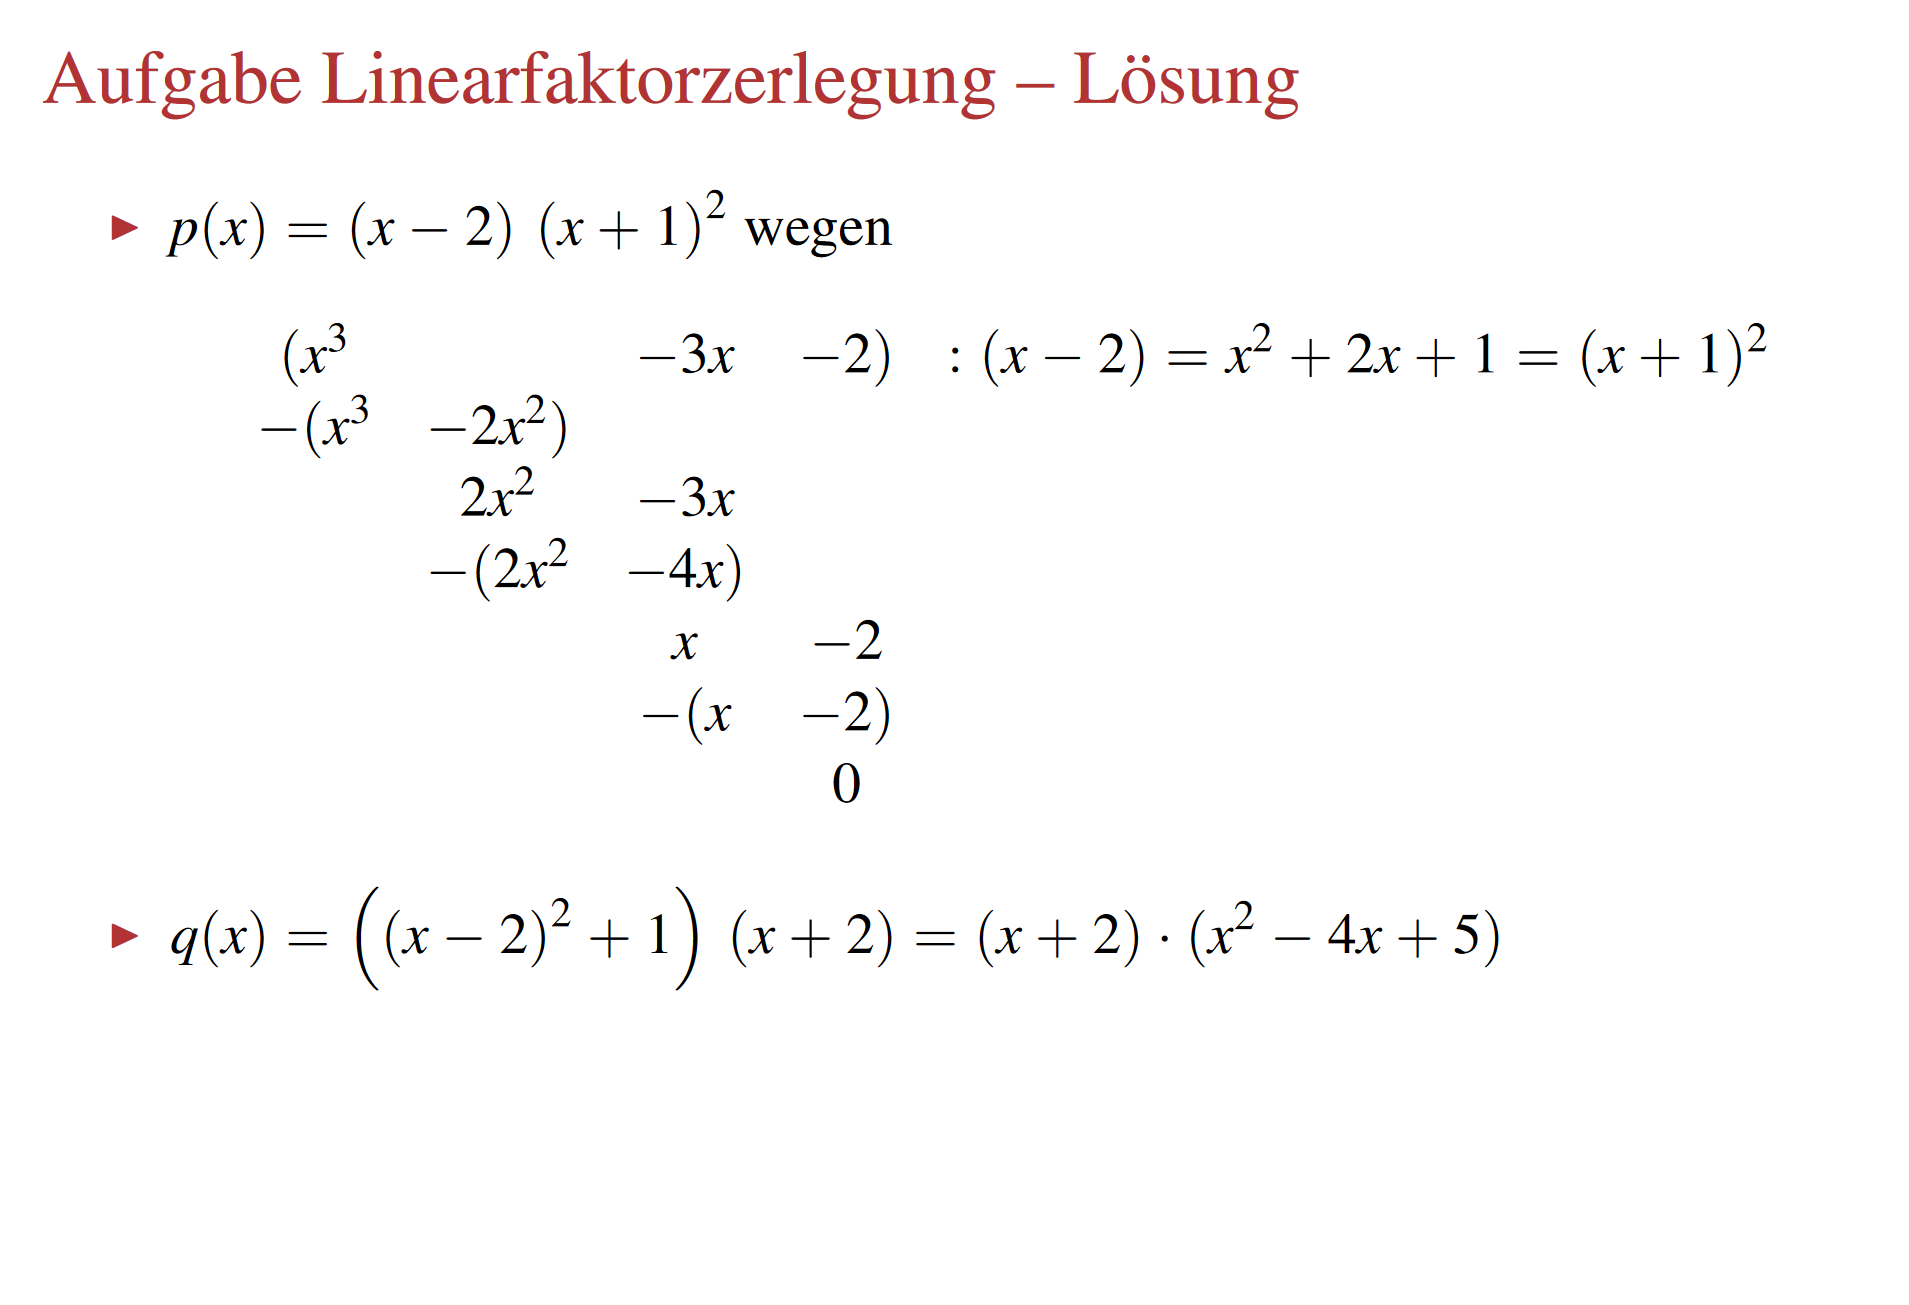 Aufgabe Linearfaktorzerlegung – Lösung
▶ p(x) = (x − 2) (x + 1)² wegen
(x³ −3x −2) : (x − 2) = x² + 2x + 1 = (x + 1)²
−(x³ −2x²)
2x² −3x
−(2x² −4x)
x −2
−(x −2)
0
▶ q(x) = ((x − 2)² + 1) (x + 2) = (x + 2) · (x² − 4x + 5)